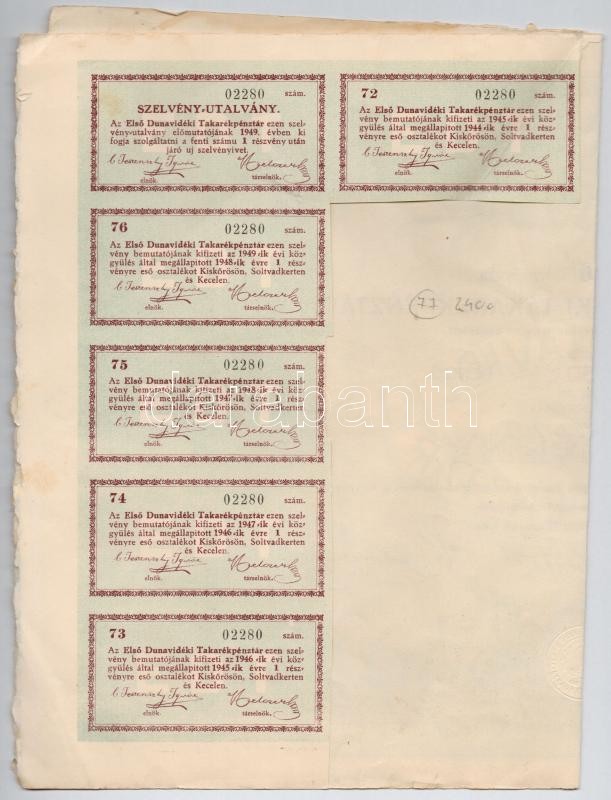 02280 szám.
SZELVÉNY-UTALVÁNY.
Az Első Dunavidéki Takarékpénztár ezen szel-
vény-utalvány előmutatójának 1949. évben ki
fogja szolgáltatni a fenti számu 1 részvény után
járó uj szelvényivet.
elnök. társelnök.
72 02280 szám.
Az Első Dunavidéki Takarékpénztár ezen szel-
vény bemutatójának kifizeti az 1945-ik évi köz-
gyülés által megállapitott 1944-ik évre 1 rész-
vényre eső osztalékot Kiskőrösön, Soltvadkerten
és Kecelen.
elnök. társelnök.
76 02280 szám.
Az Első Dunavidéki Takarékpénztár ezen szel-
vény bemutatójának kifizeti az 1949-ik évi köz-
gyülés által megállapitott 1948-ik évre 1 rész-
vényre eső osztalékot Kiskőrösön, Soltvadkerten
és Kecelen.
elnök. társelnök.
77 2400
75 02280 szám.
Az Első Dunavidéki Takarékpénztár ezen szel-
vény bemutatójának kifizeti az 1948-ik évi köz-
gyülés által megállapitott 1947-ik évre 1 rész-
vényre eső osztalékot Kiskőrösön, Soltvadkerten
és Kecelen.
elnök. társelnök.
darabanth
74 02280 szám.
Az Első Dunavidéki Takarékpénztár ezen szel-
vény bemutatójának kifizeti az 1947-ik évi köz-
gyülés által megállapitott 1946-ik évre 1 rész-
vényre eső osztalékot Kiskőrösön, Soltvadkerten
és Kecelen.
elnök. társelnök.
73 02280 szám.
Az Első Dunavidéki Takarékpénztár ezen szel-
vény bemutatójának kifizeti az 1946-ik évi köz-
gyülés által megállapitott 1945-ik évre 1 rész-
vényre eső osztalékot Kiskőrösön, Soltvadkerten
és Kecelen.
elnök. társelnök.